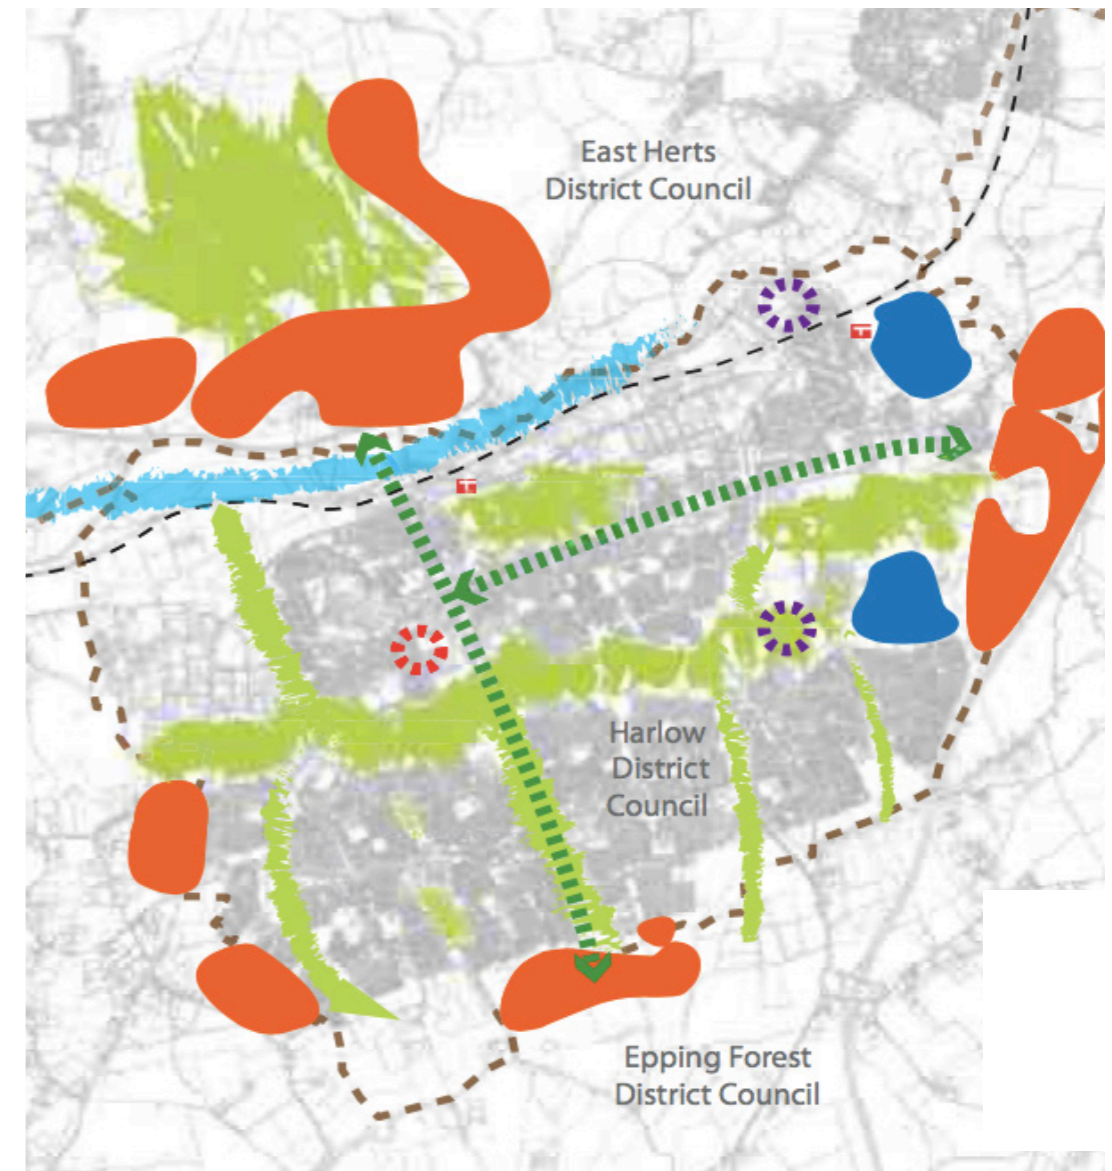 East Herts
District Council
Harlow
District
Council
Epping Forest
District Council